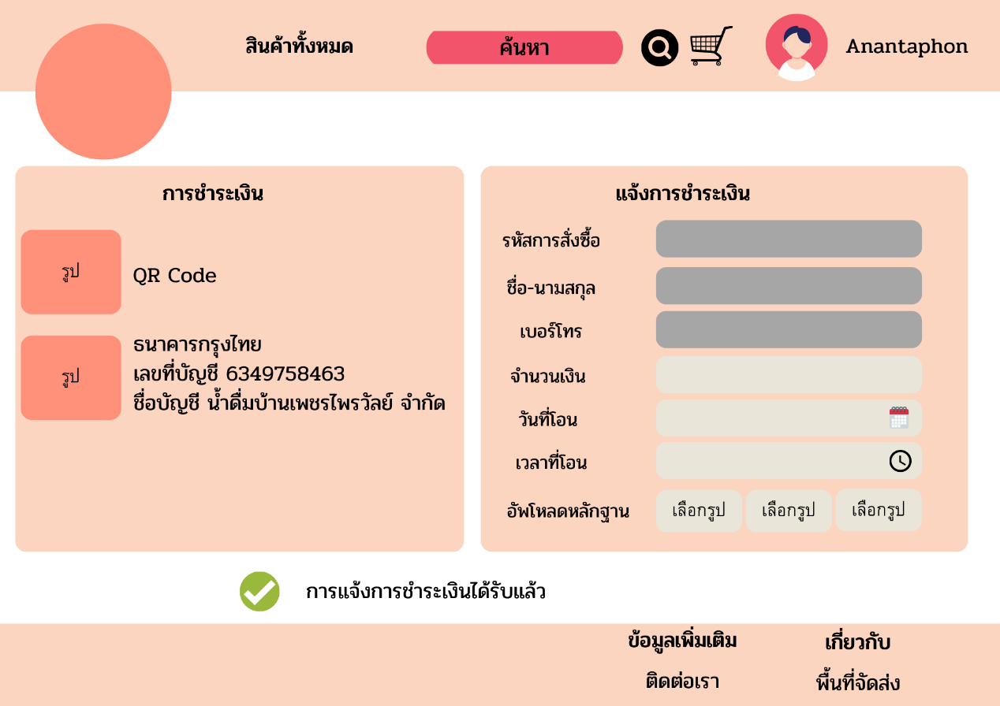 สินค้าทั้งหมด
ค้นหา
Anantaphon
การชำระเงิน
รูป
QR Code
รูป
ธนาคารกรุงไทย
เลขที่บัญชี 6349758463
ชื่อบัญชี น้ำดื่มบ้านเพชรไพรวัลย์ จำกัด
แจ้งการชำระเงิน
รหัสการสั่งซื้อ
ชื่อ-นามสกุล
เบอร์โทร
จำนวนเงิน
วันที่โอน
เวลาที่โอน
อัพโหลดหลักฐาน
เลือกรูป
เลือกรูป
เลือกรูป
การแจ้งการชำระเงินได้รับแล้ว
ข้อมูลเพิ่มเติม
เกี่ยวกับ
ติดต่อเรา
พื้นที่จัดส่ง